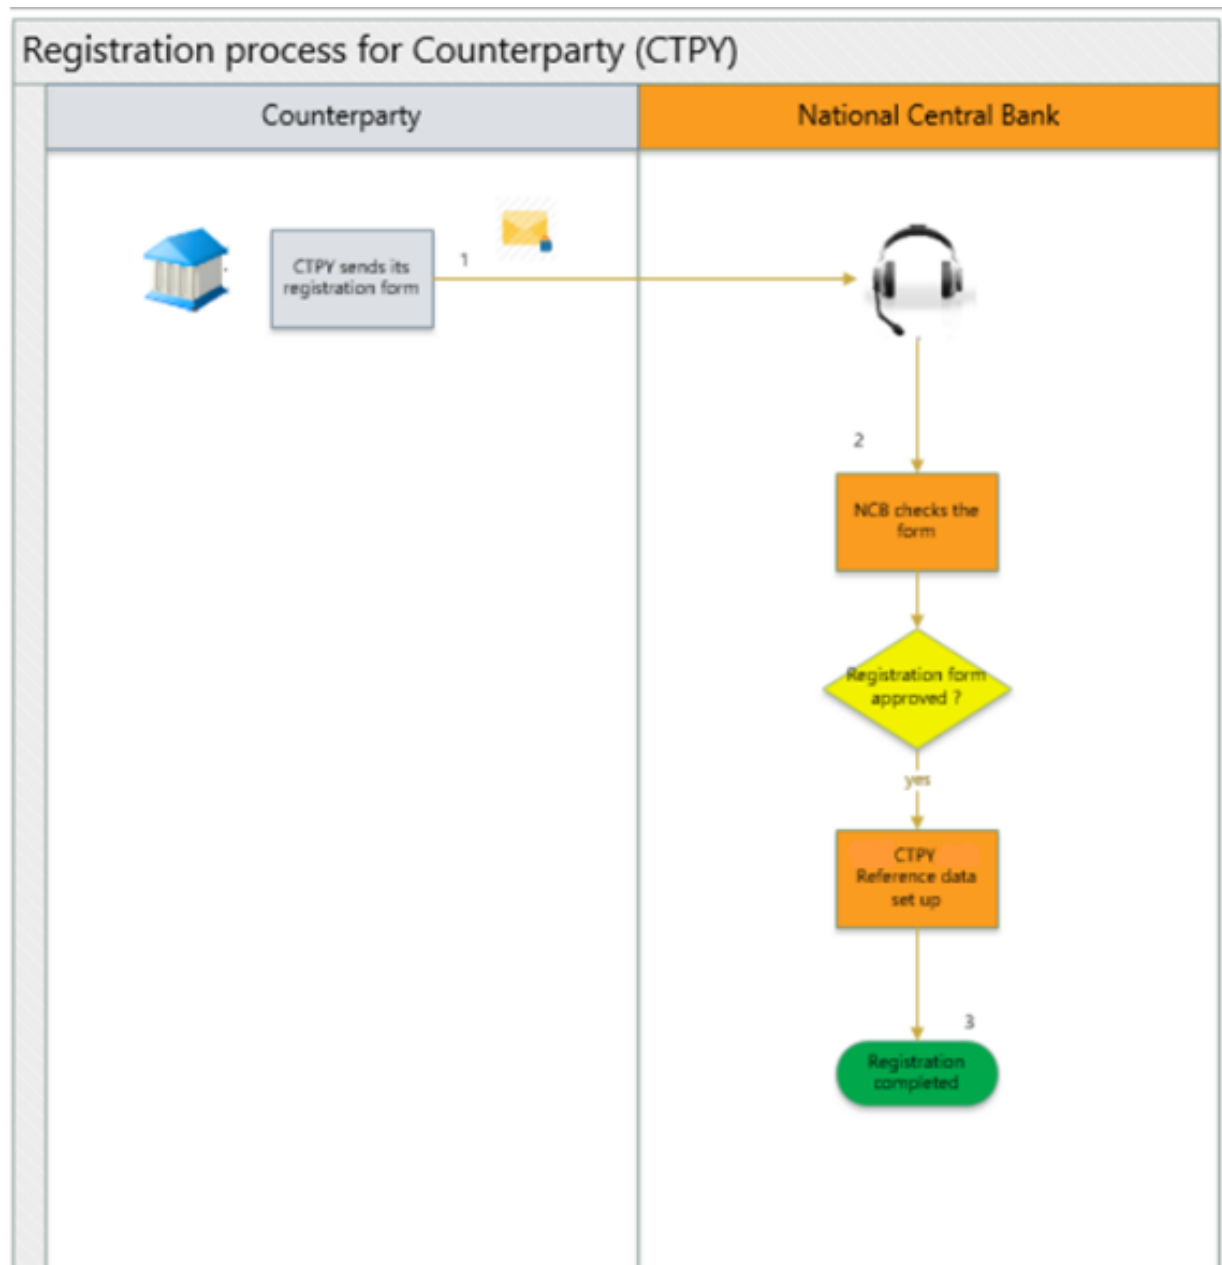 Registration process for Counterparty (CTPY)
Counterparty
National Central Bank
CTPY sends its
registration form
1
2
NCB checks the
form
Registration form
approved ?
yes
CTPY
Reference data
set up
3
Registration
completed